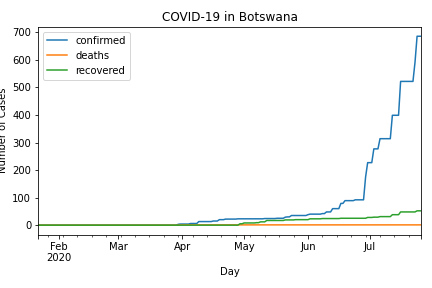 COVID-19 in Botswana
confirmed
deaths
recovered
Number of Cases
700
600
500
400
300
200
100
0
Feb
2020
Mar
Apr
May
Jun
Jul
Day